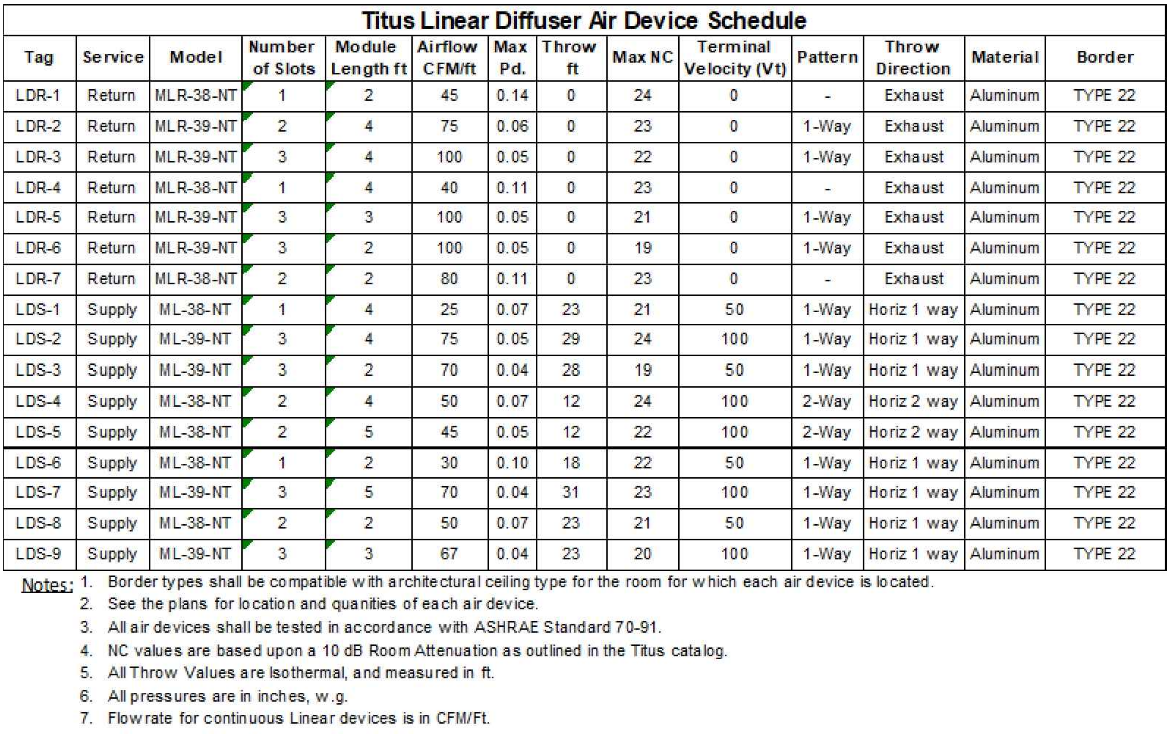 Titus Linear Diffuser Air Device Schedule
Tag Service Model Number of Slots Module Length ft Airflow CFM/ft Max Pd. Throw ft Max NC Terminal Velocity (Vt) Pattern Throw Direction Material Border
LDR-1 Return MLR-38-NT 1 2 45 0.14 0 24 0 - Exhaust Aluminum TYPE 22
LDR-2 Return MLR-39-NT 2 4 75 0.06 0 23 0 1-Way Exhaust Aluminum TYPE 22
LDR-3 Return MLR-39-NT 3 4 100 0.05 0 22 0 1-Way Exhaust Aluminum TYPE 22
LDR-4 Return MLR-38-NT 1 4 40 0.11 0 23 0 - Exhaust Aluminum TYPE 22
LDR-5 Return MLR-39-NT 3 3 100 0.05 0 21 0 1-Way Exhaust Aluminum TYPE 22
LDR-6 Return MLR-39-NT 3 2 100 0.05 0 19 0 1-Way Exhaust Aluminum TYPE 22
LDR-7 Return MLR-38-NT 2 2 80 0.11 0 23 0 - Exhaust Aluminum TYPE 22
LDS-1 Supply ML-38-NT 1 4 25 0.07 23 21 50 1-Way Horiz 1 way Aluminum TYPE 22
LDS-2 Supply ML-39-NT 3 4 75 0.05 29 24 100 1-Way Horiz 1 way Aluminum TYPE 22
LDS-3 Supply ML-39-NT 3 2 70 0.04 28 19 50 1-Way Horiz 1 way Aluminum TYPE 22
LDS-4 Supply ML-38-NT 2 4 50 0.07 12 24 100 2-Way Horiz 2 way Aluminum TYPE 22
LDS-5 Supply ML-38-NT 2 5 45 0.05 12 22 100 2-Way Horiz 2 way Aluminum TYPE 22
LDS-6 Supply ML-38-NT 1 2 30 0.10 18 22 50 1-Way Horiz 1 way Aluminum TYPE 22
LDS-7 Supply ML-39-NT 3 5 70 0.04 31 23 100 1-Way Horiz 1 way Aluminum TYPE 22
LDS-8 Supply ML-38-NT 2 2 50 0.07 23 21 50 1-Way Horiz 1 way Aluminum TYPE 22
LDS-9 Supply ML-39-NT 3 3 67 0.04 23 20 100 1-Way Horiz 1 way Aluminum TYPE 22
Notes: 1. Border types shall be compatible with architectural ceiling type for the room for which each air device is located.
2. See the plans for location and quanities of each air device.
3. All air devices shall be tested in accordance with ASHRAE Standard 70-91.
4. NC values are based upon a 10 dB Room Attenuation as outlined in the Titus catalog.
5. All Throw Values are Isothermal, and measured in ft.
6. All pressures are in inches, w.g.
7. Flow rate for continuous Linear devices is in CFM/Ft.